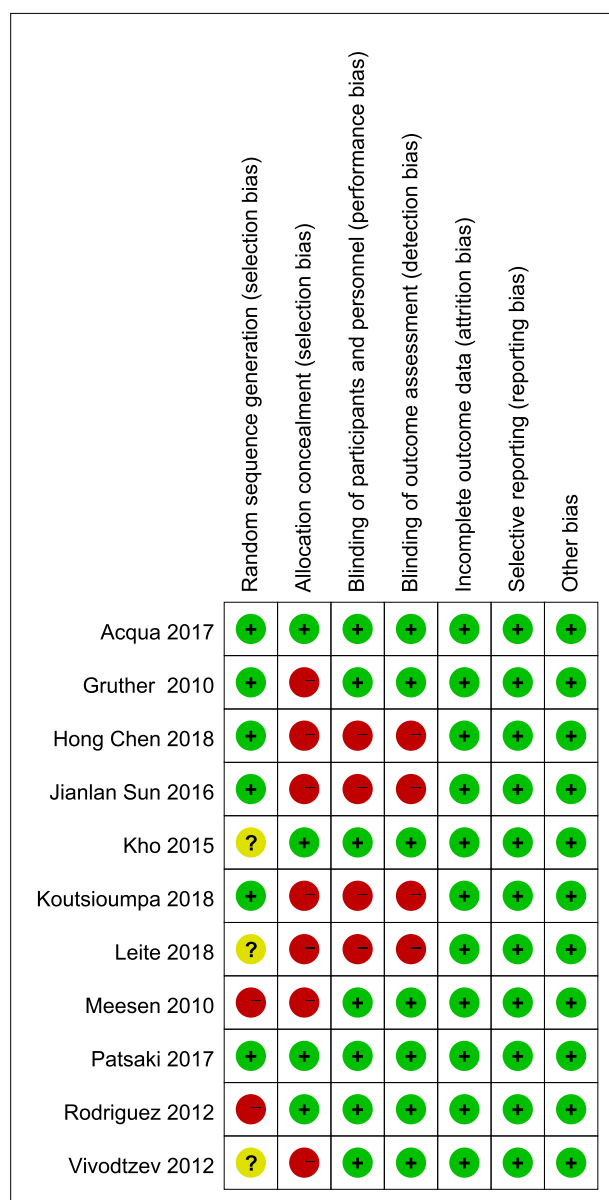 Random sequence generation (selection bias)
Allocation concealment (selection bias)
Blinding of participants and personnel (performance bias)
Blinding of outcome assessment (detection bias)
Incomplete outcome data (attrition bias)
Selective reporting (reporting bias)
Other bias
Acqua 2017 + + + + + + +
Gruther  2010 + - + + + + +
Hong Chen 2018 + - - - + + +
Jianlan Sun 2016 + - - - + + +
Kho 2015 ? + + + + + +
Koutsioumpa 2018 + - - - + + +
Leite 2018 ? - - - + + +
Meesen 2010 - - + + + + +
Patsaki 2017 + + + + + + +
Rodriguez 2012 - + + + + + +
Vivodtzev 2012 ? - + + + + +